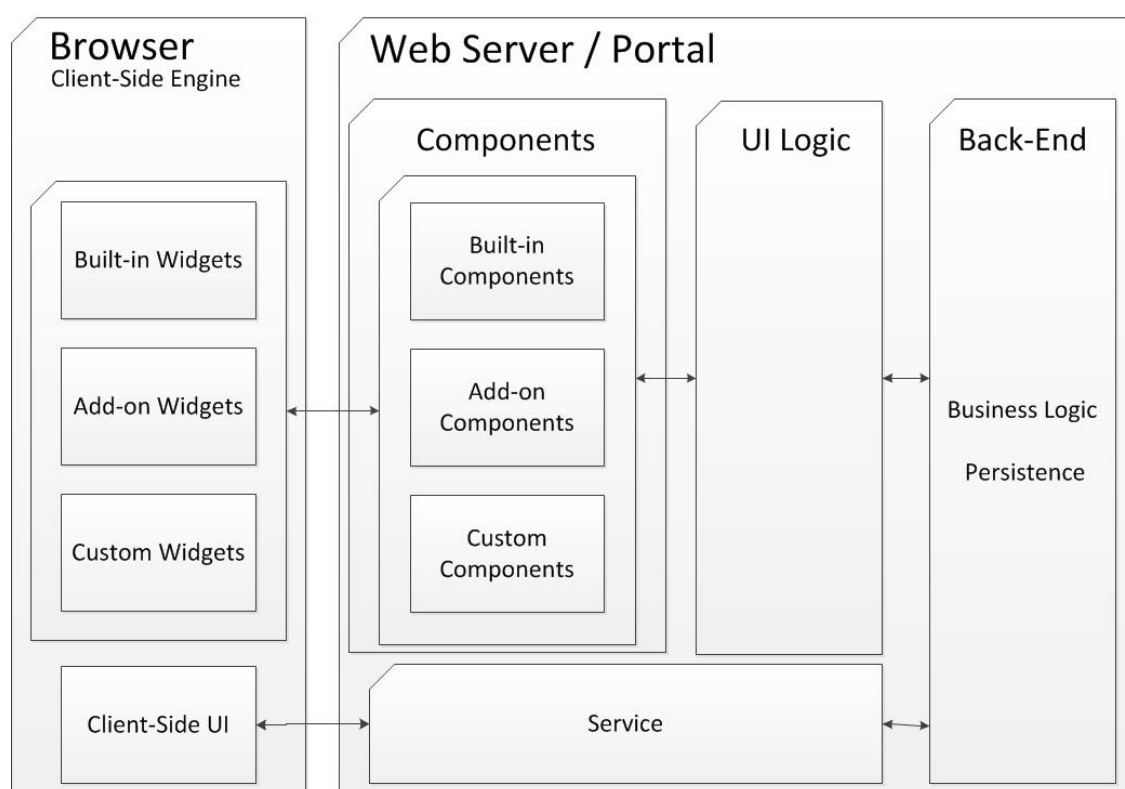 Browser
Client-Side Engine
Built-in Widgets
Add-on Widgets
Custom Widgets
Client-Side UI
Web Server / Portal
Components
Built-in
Components
Add-on
Components
Custom
Components
UI Logic
Back-End
Business Logic
Persistence
Service